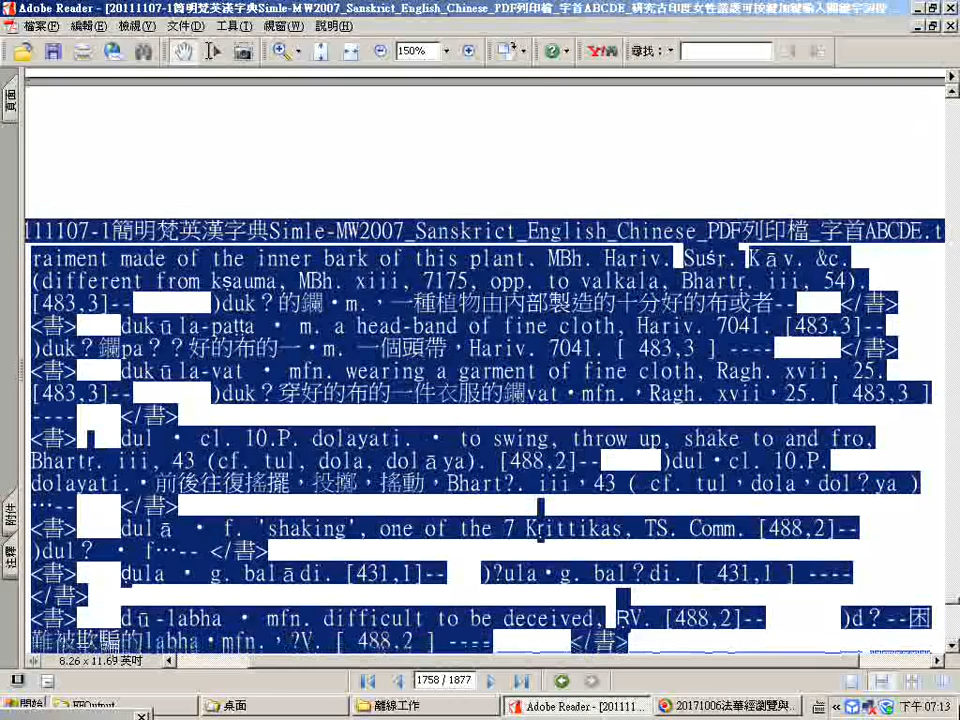 Adobe Reader - [20111107-1簡明梵英漢字典Simle-MW2007_Sanskrict_English_Chinese_PDF列印檔_字首ABCDE_研究古印度女性諸護可按鍵加鍵輸入關鍵字詞搜
檔案(F) 編輯(E) 檢視(V) 文件(D) 工具(T) 視窗(W) 說明(H)
150% Y! 尋找:
頁面
111107-1簡明梵英漢字典Simle-MW2007_Sanskrict_English_Chinese_PDF列印檔_字首ABCDE.t
raiment made of the inner bark of this plant. MBh. Hariv. Suśr. Kāv. &c.
(different from kṣauma, MBh. xiii, 7175, opp. to valkala, Bhartr. iii, 54).
[483,3]-- )duk？的鑭‧m.，一種植物由內部製造的十分好的布或者-- </書>
<書> dukūla-paṭṭa ‧ m. a head-band of fine cloth, Hariv. 7041. [483,3]--
)duk？鑭pa？？好的布的一‧m. 一個頭帶，Hariv. 7041. [ 483,3 ] ---- </書>
<書> dukūla-vat ‧ mfn. wearing a garment of fine cloth, Ragh. xvii, 25.
[483,3]-- )duk？穿好的布的一件衣服的鑭vat‧mfn.，Ragh. xvii，25. [ 483,3 ]
---- </書>
<書> dul ‧ cl. 10.P. dolayati. ‧ to swing, throw up, shake to and fro,
Bhartṛ. iii, 43 (cf. tul, dola, dolāya). [488,2]-- )dul‧cl. 10.P.
dolayati.‧前後往復搖擺，投擲，搖動，Bhart?. iii，43 ( cf. tul，dola，dol？ya )
…-- </書>
<書> dulā ‧ f. 'shaking', one of the 7 Kṛittikas, TS. Comm. [488,2]--
)dul？ ‧ f…-- </書>
<書> ḍula ‧ g. balādi. [431,1]-- )?ula‧g. bal？di. [ 431,1 ] ----
</書>
<書> dū-labha ‧ mfn. difficult to be deceived, RV. [488,2]-- )d？--困
難被欺騙的labha‧mfn.，?V. [ 488,2 ] ---- </書>
附件
註釋
8.26 x 11.69 英吋
1758 / 1877
開始 FFOutput 桌面 離線工作 Adobe Reader - [201111... 20171006法華經瀏覽與... 下午 07:13